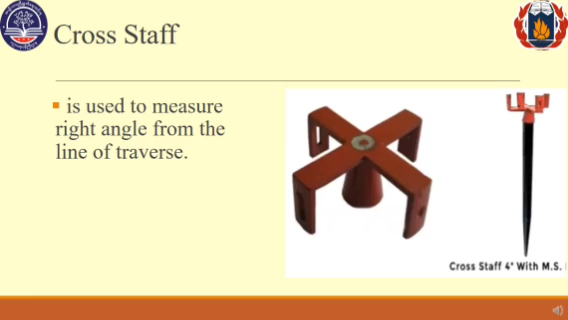 Cross Staff
is used to measure
right angle from the
line of traverse.
Cross Staff 4" With M.S.